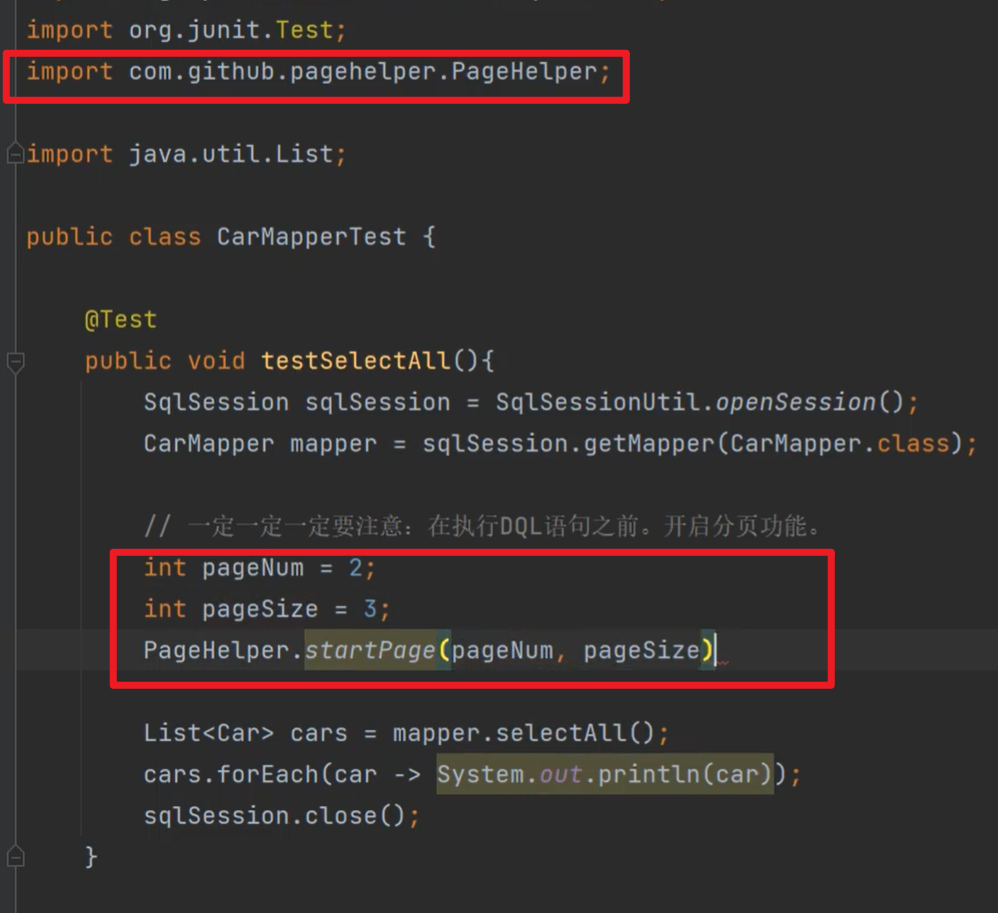 import org.junit.Test;
import com.github.pagehelper.PageHelper;
import java.util.List;
public class CarMapperTest {
@Test
public void testSelectAll(){
SqlSession sqlSession = SqlSessionUtil.openSession();
CarMapper mapper = sqlSession.getMapper(CarMapper.class);
// 一定一定一定要注意：在执行DQL语句之前。开启分页功能。
int pageNum = 2;
int pageSize = 3;
PageHelper.startPage(pageNum, pageSize)
List<Car> cars = mapper.selectAll();
cars.forEach(car -> System.out.println(car));
sqlSession.close();
}